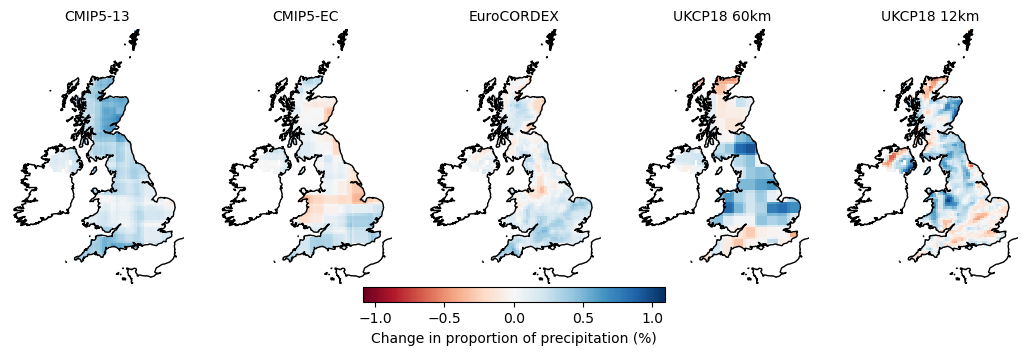 CMIP5-13
CMIP5-EC
EuroCORDEX
UKCP18 60km
UKCP18 12km
−1.0 −0.5 0.0 0.5 1.0
Change in proportion of precipitation (%)